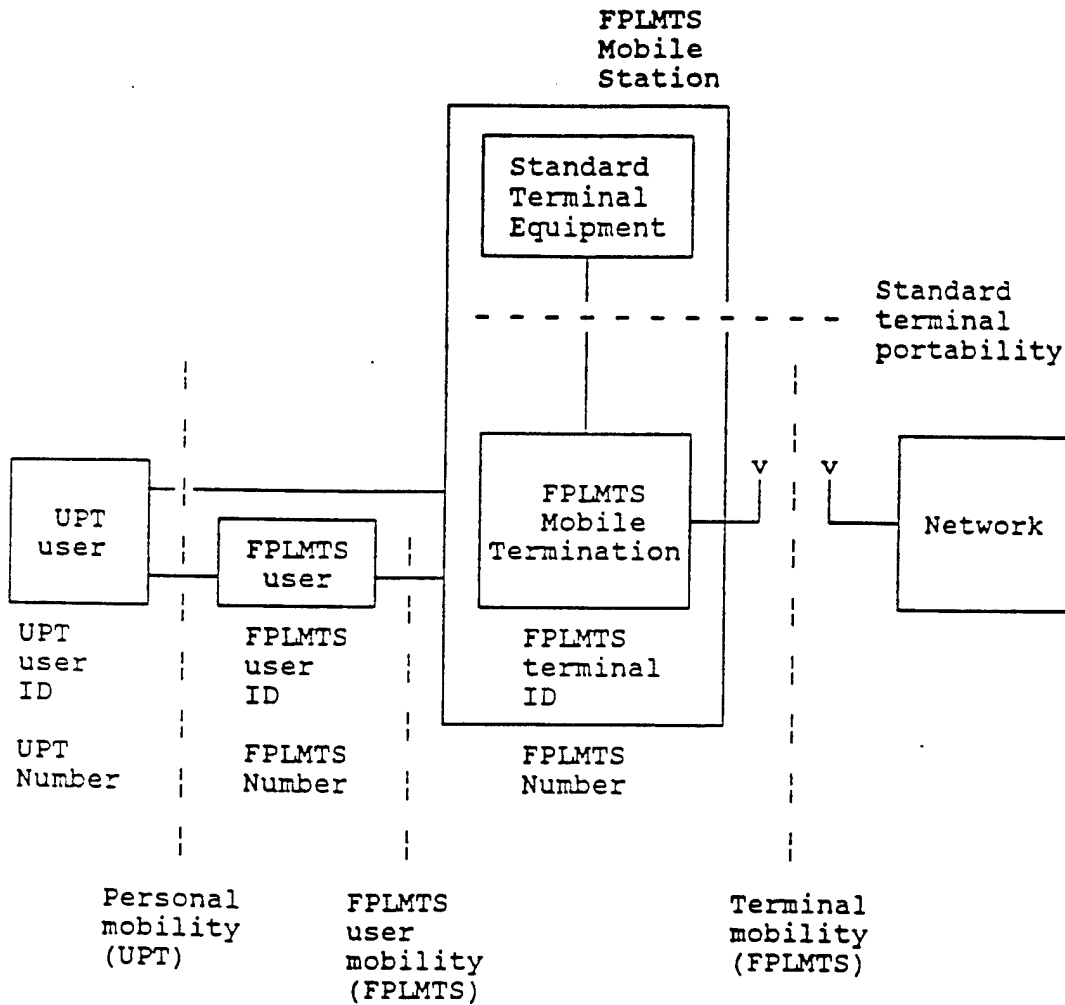 FPLMTS
Mobile
Station
Standard
Terminal
Equipment
Standard
terminal
portability
UPT
user
FPLMTS
user
FPLMTS
Mobile
Termination
v
v
Network
UPT
user
ID
FPLMTS
user
ID
FPLMTS
terminal
ID
UPT
Number
FPLMTS
Number
FPLMTS
Number
Personal
mobility
(UPT)
FPLMTS
user
mobility
(FPLMTS)
Terminal
mobility
(FPLMTS)